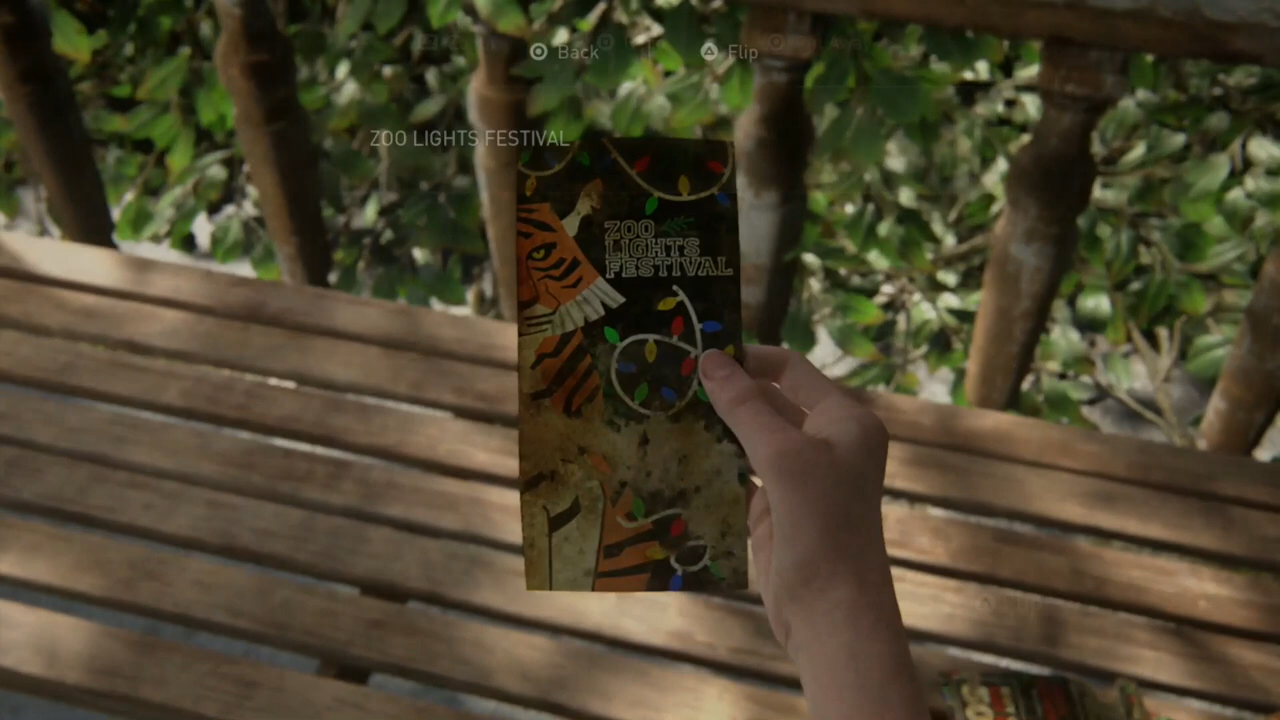 Back
Flip
ZOO LIGHTS FESTIVAL
ZOO
LIGHTS
FESTIVAL